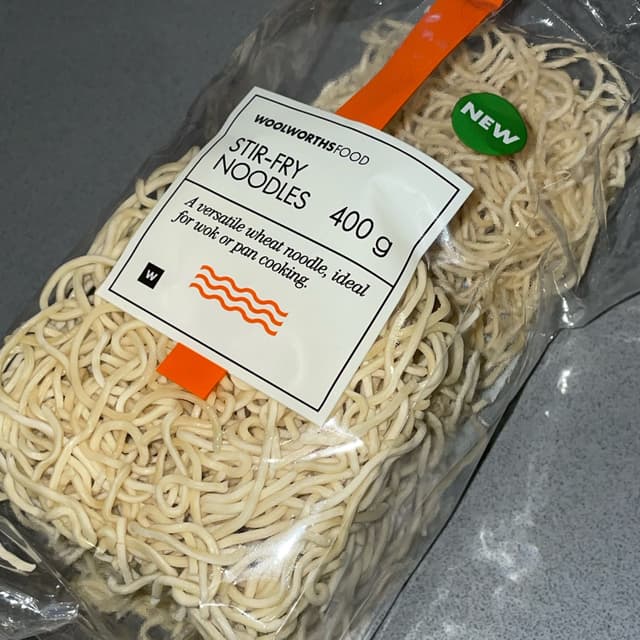 WOOLWORTHSFOOD
STIR-FRY
NOODLES 400 g
A versatile wheat noodle, ideal
for wok or pan cooking.
W
NEW